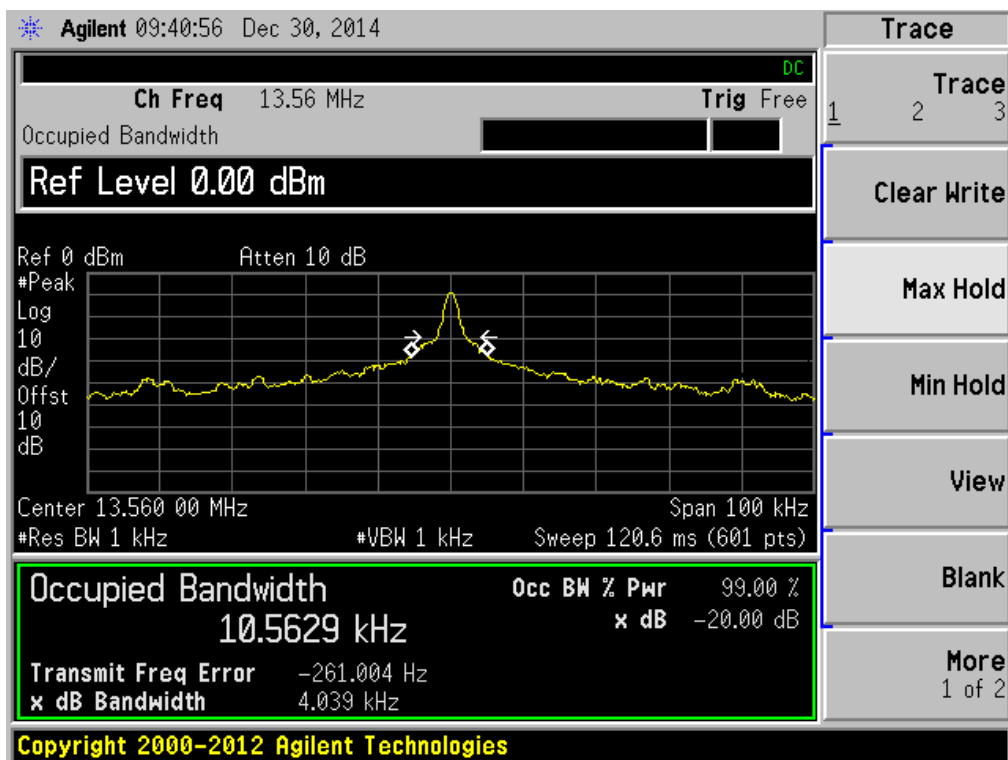 Agilent 09:40:56 Dec 30, 2014
Trace
DC
Ch Freq 13.56 MHz Trig Free
Occupied Bandwidth
Ref Level 0.00 dBm
Ref 0 dBm Atten 10 dB
#Peak
Log
10
dB/
Offst
10
dB
Center 13.560 00 MHz Span 100 kHz
#Res BW 1 kHz #VBW 1 kHz Sweep 120.6 ms (601 pts)
Occupied Bandwidth
10.5629 kHz
Occ BW % Pwr 99.00 %
x dB -20.00 dB
Transmit Freq Error -261.004 Hz
x dB Bandwidth 4.039 kHz
Trace
1 2 3
Clear Write
Max Hold
Min Hold
View
Blank
More
1 of 2
Copyright 2000-2012 Agilent Technologies